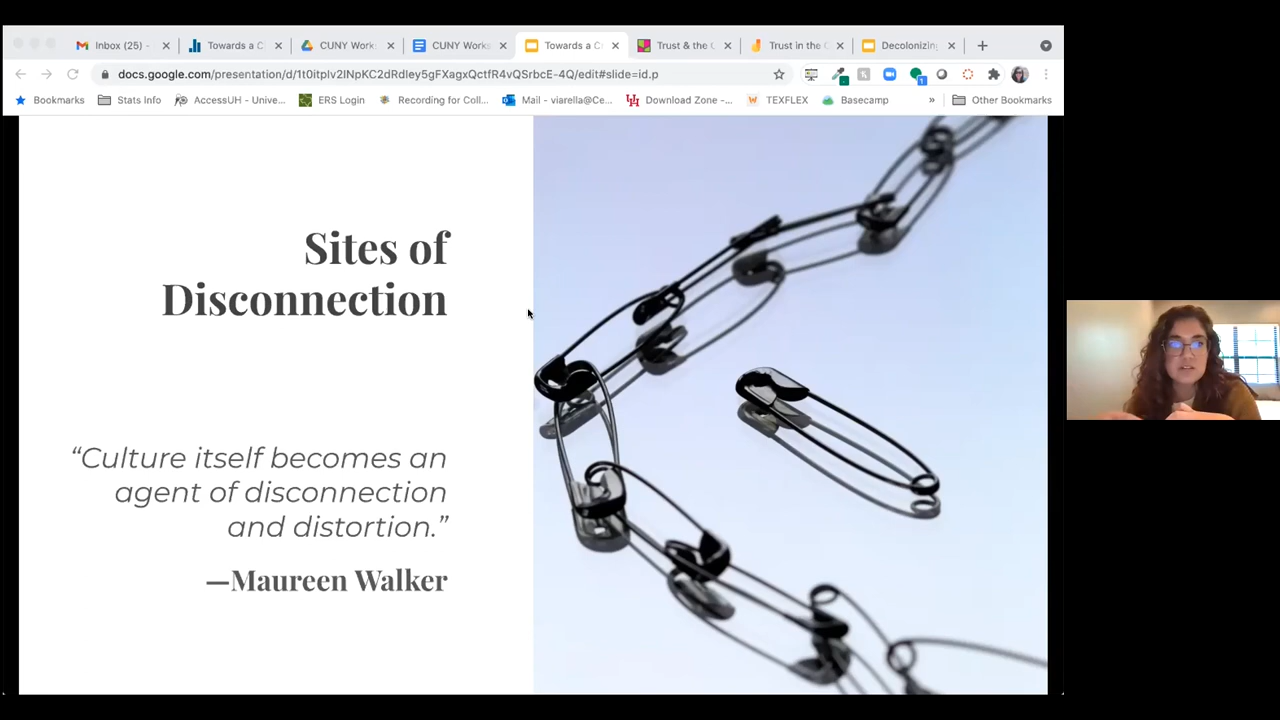 Inbox (25) -
Towards a C
CUNY Work
CUNY Works
Towards a C
Trust & the C
Trust in the C
Decolonizing
docs.google.com/presentation/d/1t0itpIv2INpKC2dRdley5gFXagxQctfR4vQSrbcE-4Q/edit#slide=id.p
Bookmarks
Stats Info
AccessUH - Unive...
ERS Login
Recording for Coll...
Mail - viarella@Ce...
Download Zone -...
TEXFLEX
Basecamp
»
Other Bookmarks
Sites of
Disconnection
“Culture itself becomes an
agent of disconnection
and distortion.”
—Maureen Walker